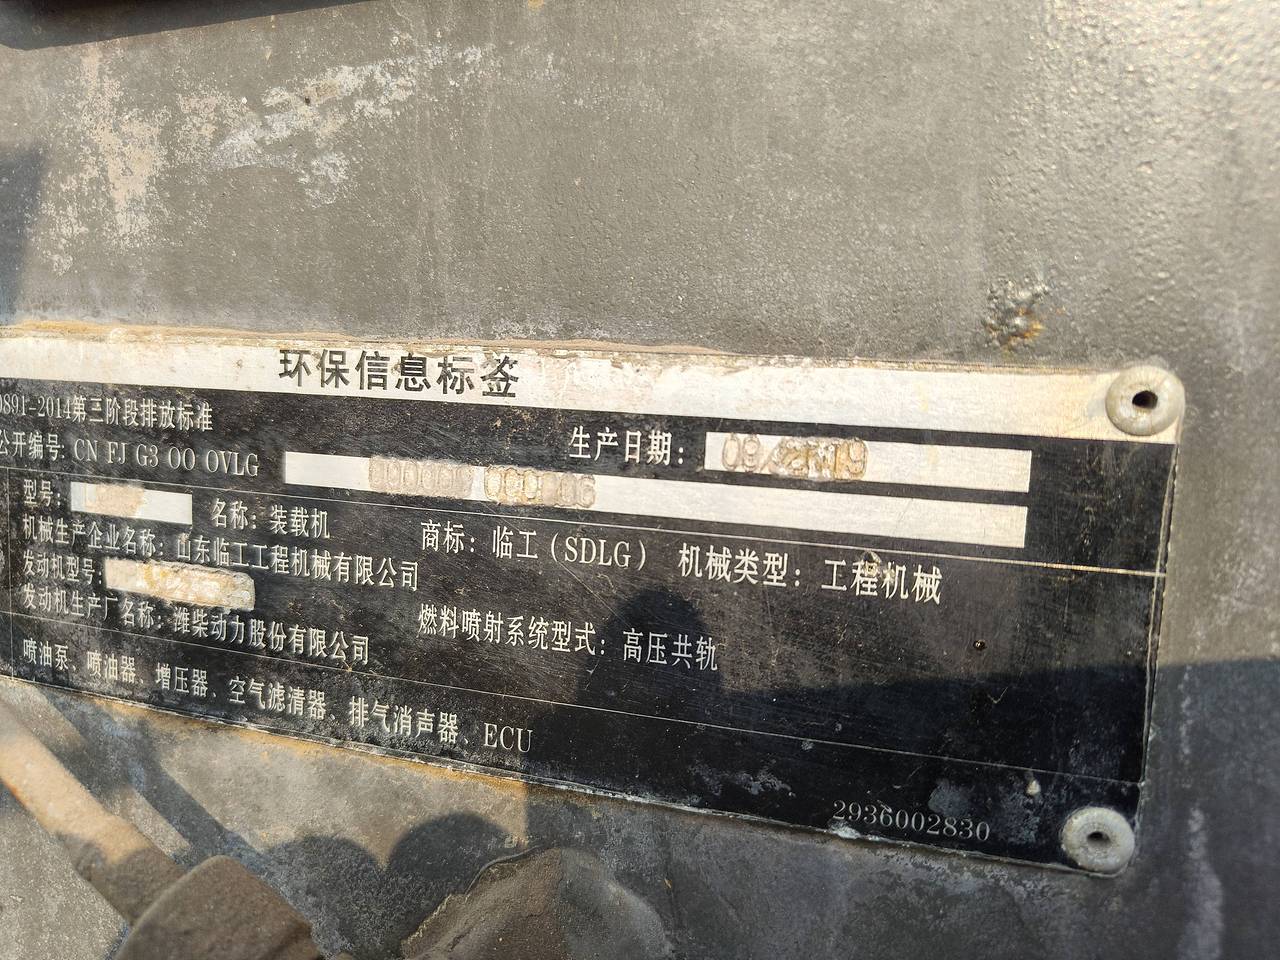 环保信息标签
0891-2014第三阶段排放标准
公开编号: CN FJ G3 00 0VLG
生产日期:
型号: 名称: 装载机 商标: 临工(SDLG) 机械类型: 工程机械
机械生产企业名称: 山东临工工程机械有限公司
发动机型号: 燃料喷射系统型式: 高压共轨
发动机生产厂名称: 潍柴动力股份有限公司
喷油泵、喷油器、增压器、空气滤清器、排气消声器、ECU
2936002830